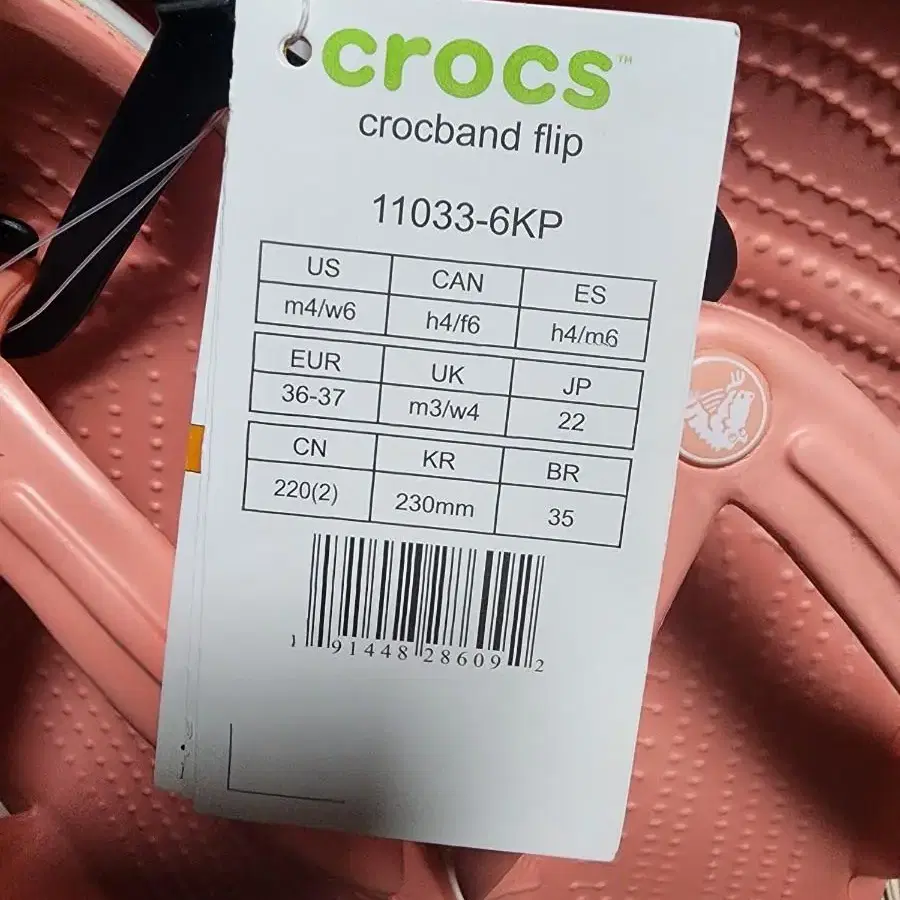 crocs™
crocband flip
11033-6KP
US CAN ES
m4/w6 h4/f6 h4/m6
EUR UK JP
36-37 m3/w4 22
CN KR BR
220(2) 230mm 35
1 91448 28609 2